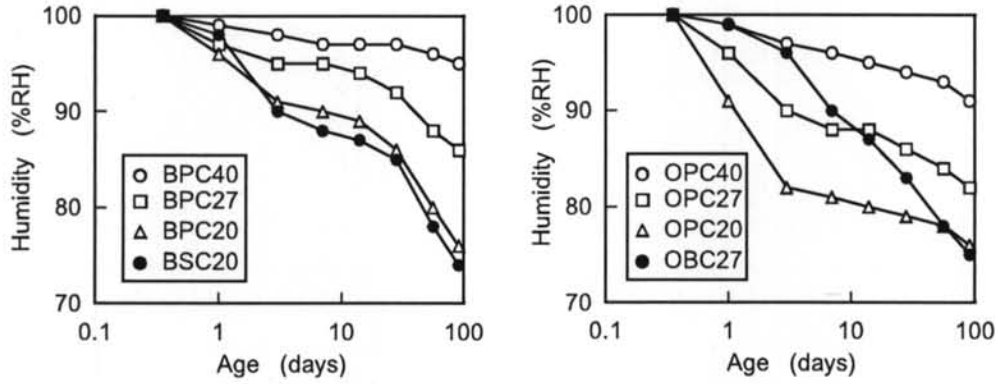 100
90
80
70
Humidity (%RH)
BPC40
BPC27
BPC20
BSC20
0.1 1 10 100
Age (days)
100
90
80
70
Humidity (%RH)
OPC40
OPC27
OPC20
OBC27
0.1 1 10 100
Age (days)